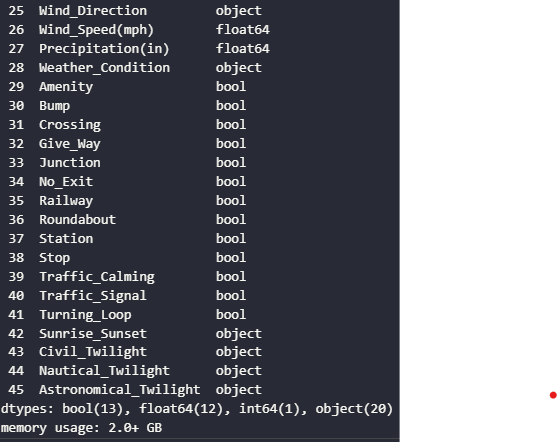 25 Wind_Direction object
26 Wind_Speed(mph) float64
27 Precipitation(in) float64
28 Weather_Condition object
29 Amenity bool
30 Bump bool
31 Crossing bool
32 Give_Way bool
33 Junction bool
34 No_Exit bool
35 Railway bool
36 Roundabout bool
37 Station bool
38 Stop bool
39 Traffic_Calming bool
40 Traffic_Signal bool
41 Turning_Loop bool
42 Sunrise_Sunset object
43 Civil_Twilight object
44 Nautical_Twilight object
45 Astronomical_Twilight object
dtypes: bool(13), float64(12), int64(1), object(20)
memory usage: 2.0+ GB